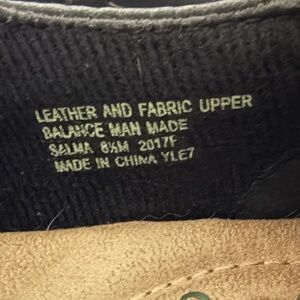 LEATHER AND FABRIC UPPER
BALANCE MAN MADE
SALMA 8½M 2017F
MADE IN CHINA YLE7